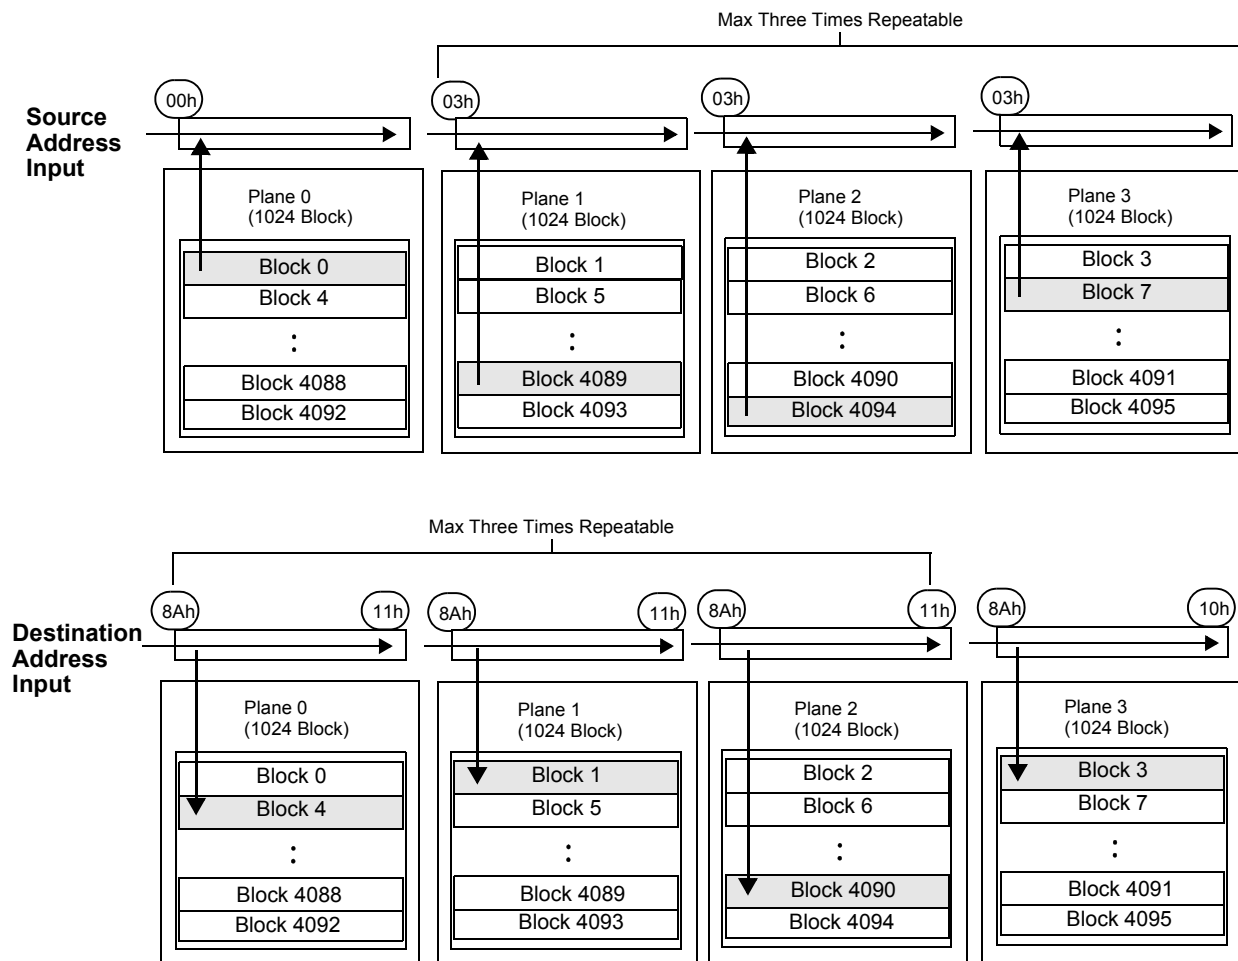 Max Three Times Repeatable
Source
Address
Input
00h
03h
03h
03h
Plane 0
(1024 Block)
Block 0
Block 4
:
Block 4088
Block 4092
Plane 1
(1024 Block)
Block 1
Block 5
:
Block 4089
Block 4093
Plane 2
(1024 Block)
Block 2
Block 6
:
Block 4090
Block 4094
Plane 3
(1024 Block)
Block 3
Block 7
:
Block 4091
Block 4095
Max Three Times Repeatable
Destination
Address
Input
8Ah
11h
8Ah
11h
8Ah
11h
8Ah
10h
Plane 0
(1024 Block)
Block 0
Block 4
:
Block 4088
Block 4092
Plane 1
(1024 Block)
Block 1
Block 5
:
Block 4089
Block 4093
Plane 2
(1024 Block)
Block 2
Block 6
:
Block 4090
Block 4094
Plane 3
(1024 Block)
Block 3
Block 7
:
Block 4091
Block 4095